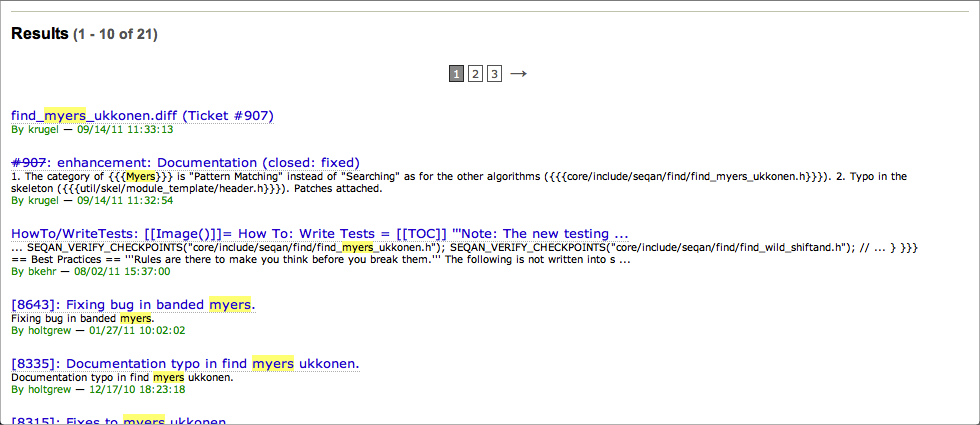 Results (1 - 10 of 21)
1 2 3 →
find_myers_ukkonen.diff (Ticket #907)
By krugel — 09/14/11 11:33:13
#907: enhancement: Documentation (closed: fixed)
1. The category of {{{Myers}}} is "Pattern Matching" instead of "Searching" as for the other algorithms ({{{core/include/seqan/find/find_myers_ukkonen.h}}}). 2. Typo in the
skeleton ({{{util/skel/module_template/header.h}}}). Patches attached.
By krugel — 09/14/11 11:32:54
HowTo/WriteTests: [[Image()]]= How To: Write Tests = [[TOC]] '"Note: The new testing ...
... SEQAN_VERIFY_CHECKPOINTS("core/include/seqan/find/find_myers_ukkonen.h"); SEQAN_VERIFY_CHECKPOINTS("core/include/seqan/find/find_wild_shiftand.h"); // ... } }}}
== Best Practices == '''Rules are there to make you think before you break them.''' The following is not written into s ...
By bkehr — 08/02/11 15:37:00
[8643]: Fixing bug in banded myers.
Fixing bug in banded myers.
By holtgrew — 01/27/11 10:02:02
[8335]: Documentation typo in find myers ukkonen.
Documentation typo in find myers ukkonen.
By holtgrew — 12/17/10 18:23:18
[8315]: Fixes to myers ukkonen